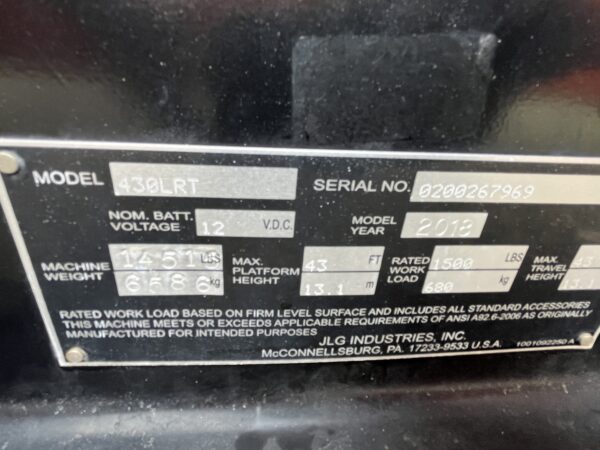 MODEL 430LRT SERIAL NO. 0200267969
NOM. BATT. VOLTAGE 12 V.D.C. MODEL YEAR 2018
MACHINE WEIGHT LBS 6586 kg MAX. PLATFORM HEIGHT 43 FT 13.1 m RATED WORK LOAD 1500 LBS 680 kg MAX. TRAVEL HEIGHT 43
RATED WORK LOAD BASED ON FIRM LEVEL SURFACE AND INCLUDES ALL STANDARD ACCESSORIES
THIS MACHINE MEETS OR EXCEEDS APPLICABLE REQUIREMENTS OF ANSI A92.6-2006 AS ORIGINALLY
MANUFACTURED FOR INTENDED PURPOSES
JLG INDUSTRIES, INC.
McCONNELLSBURG, PA. 17233-9533 U.S.A.
1001092250 A